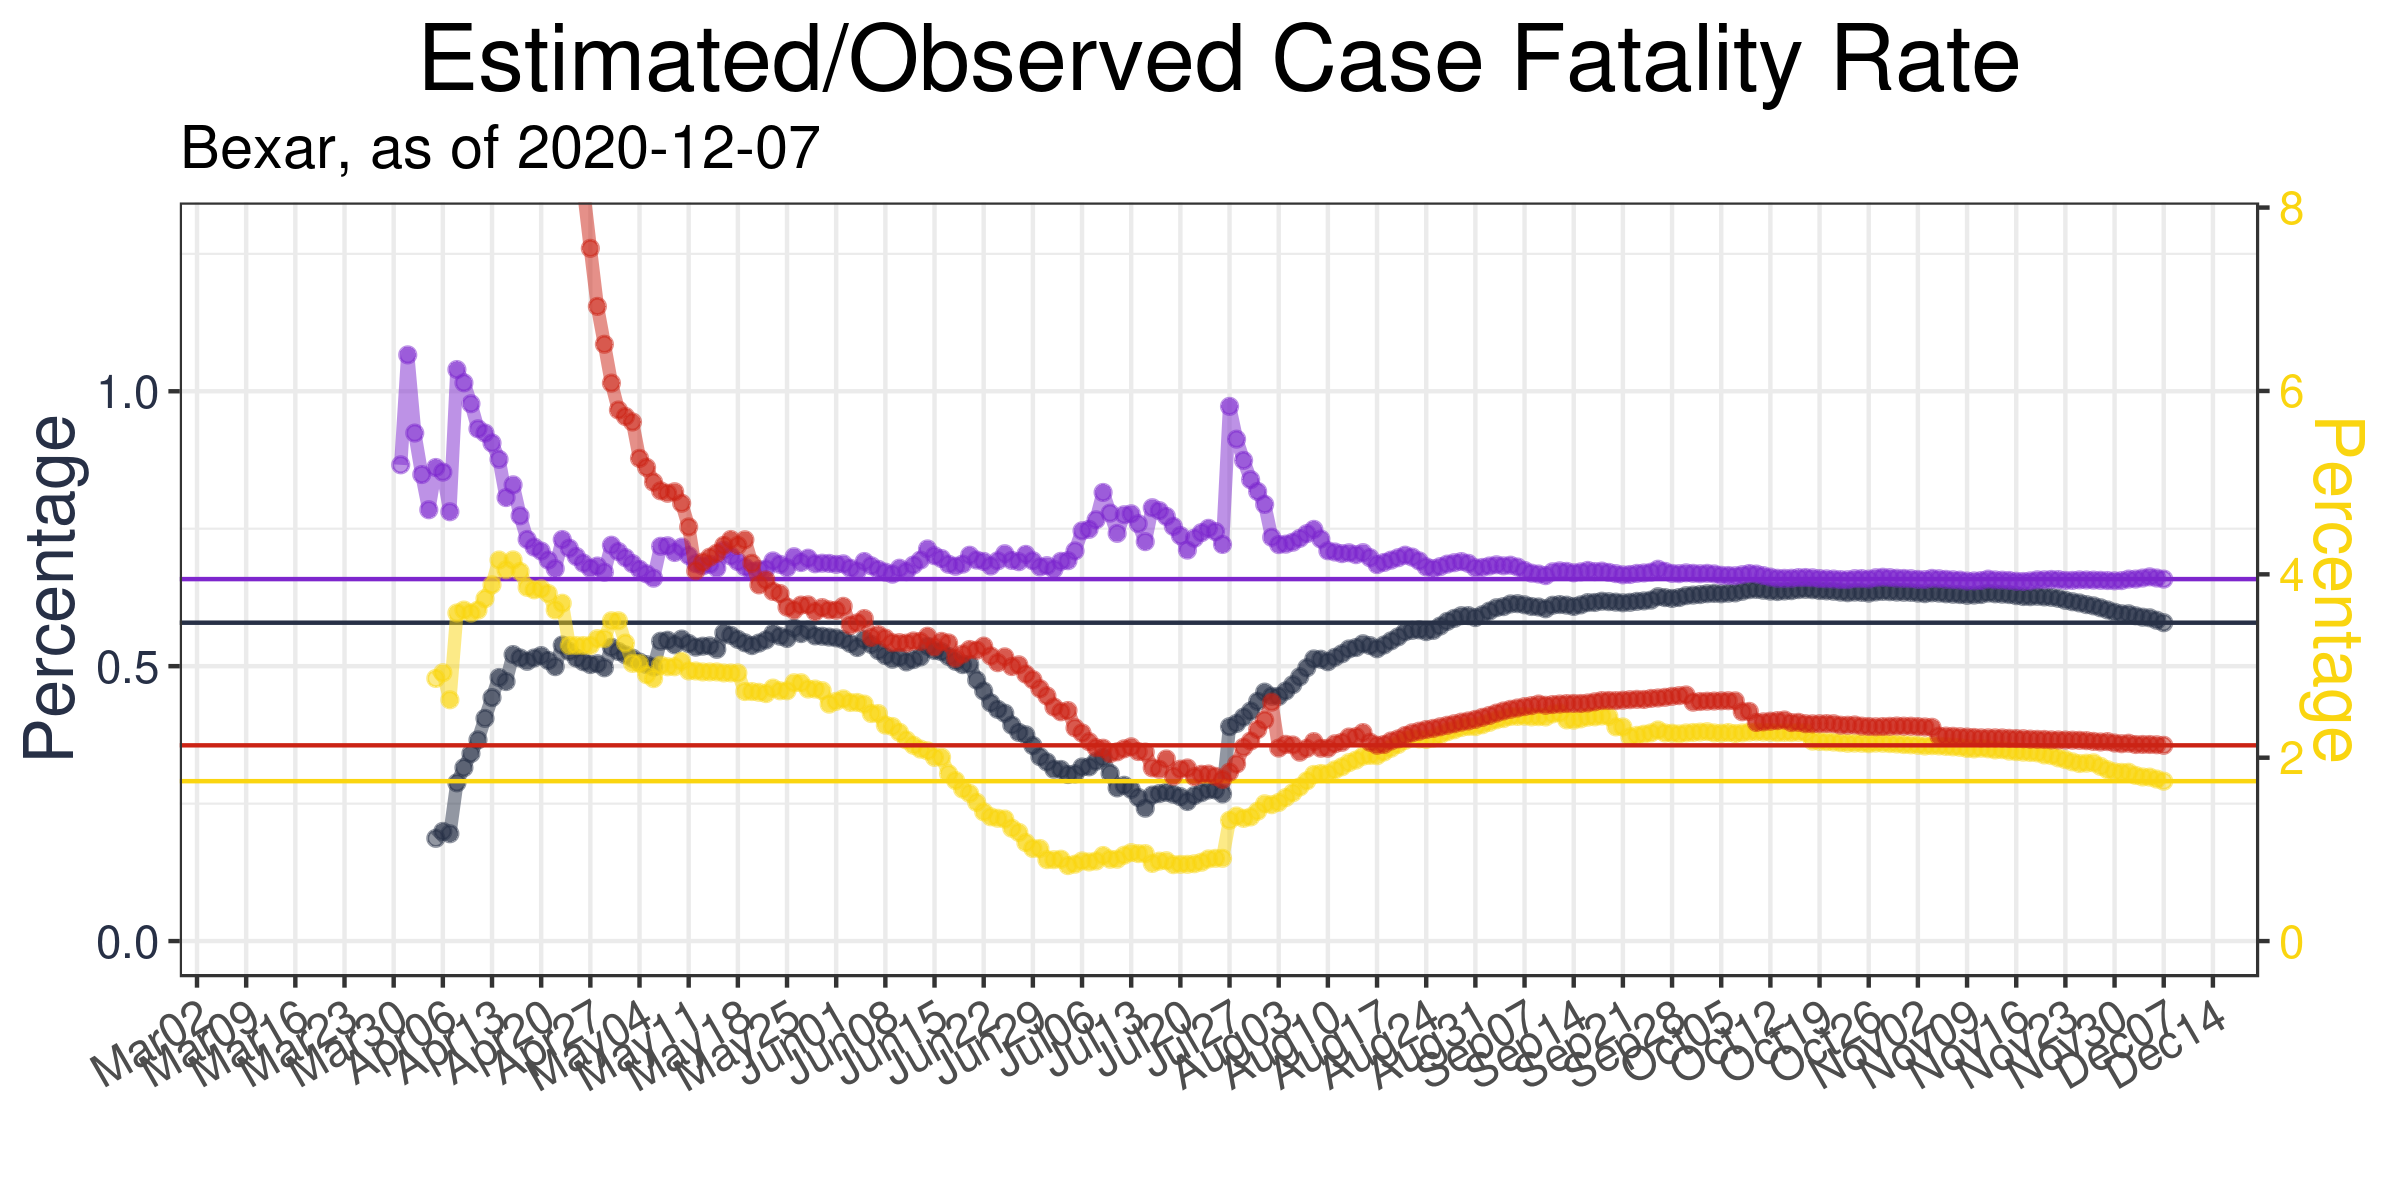 Estimated/Observed Case Fatality Rate
Bexar, as of 2020-12-07
Percentage
1.0
0.5
0.0
8
6
4
2
0
Percentage
Mar02
Mar09
Mar16
Mar23
Mar30
Apr06
Apr13
Apr20
Apr27
May04
May11
May18
May25
Jun01
Jun08
Jun15
Jun22
Jun29
Jul06
Jul13
Jul20
Jul27
Aug03
Aug10
Aug17
Aug24
Aug31
Sep07
Sep14
Sep21
Sep28
Oct05
Oct12
Oct19
Oct26
Nov02
Nov09
Nov16
Nov23
Nov30
Dec07
Dec14